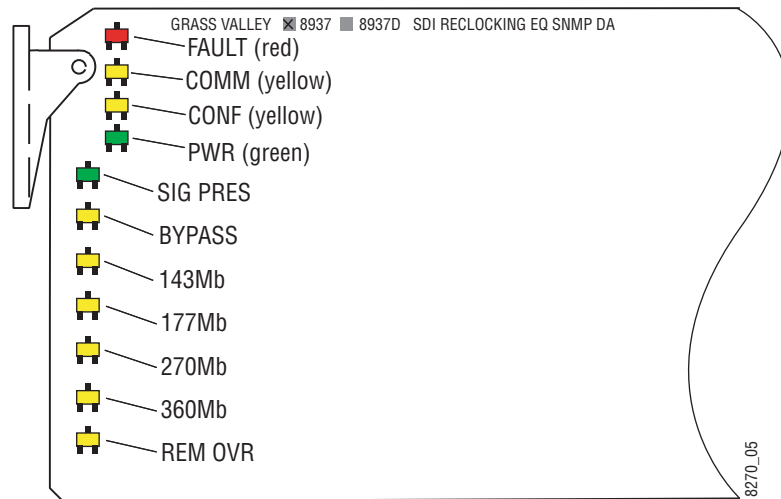 GRASS VALLEY 8937 8937D SDI RECLOCKING EQ SNMP DA
FAULT (red)
COMM (yellow)
CONF (yellow)
PWR (green)
SIG PRES
BYPASS
143Mb
177Mb
270Mb
360Mb
REM OVR
8270_05